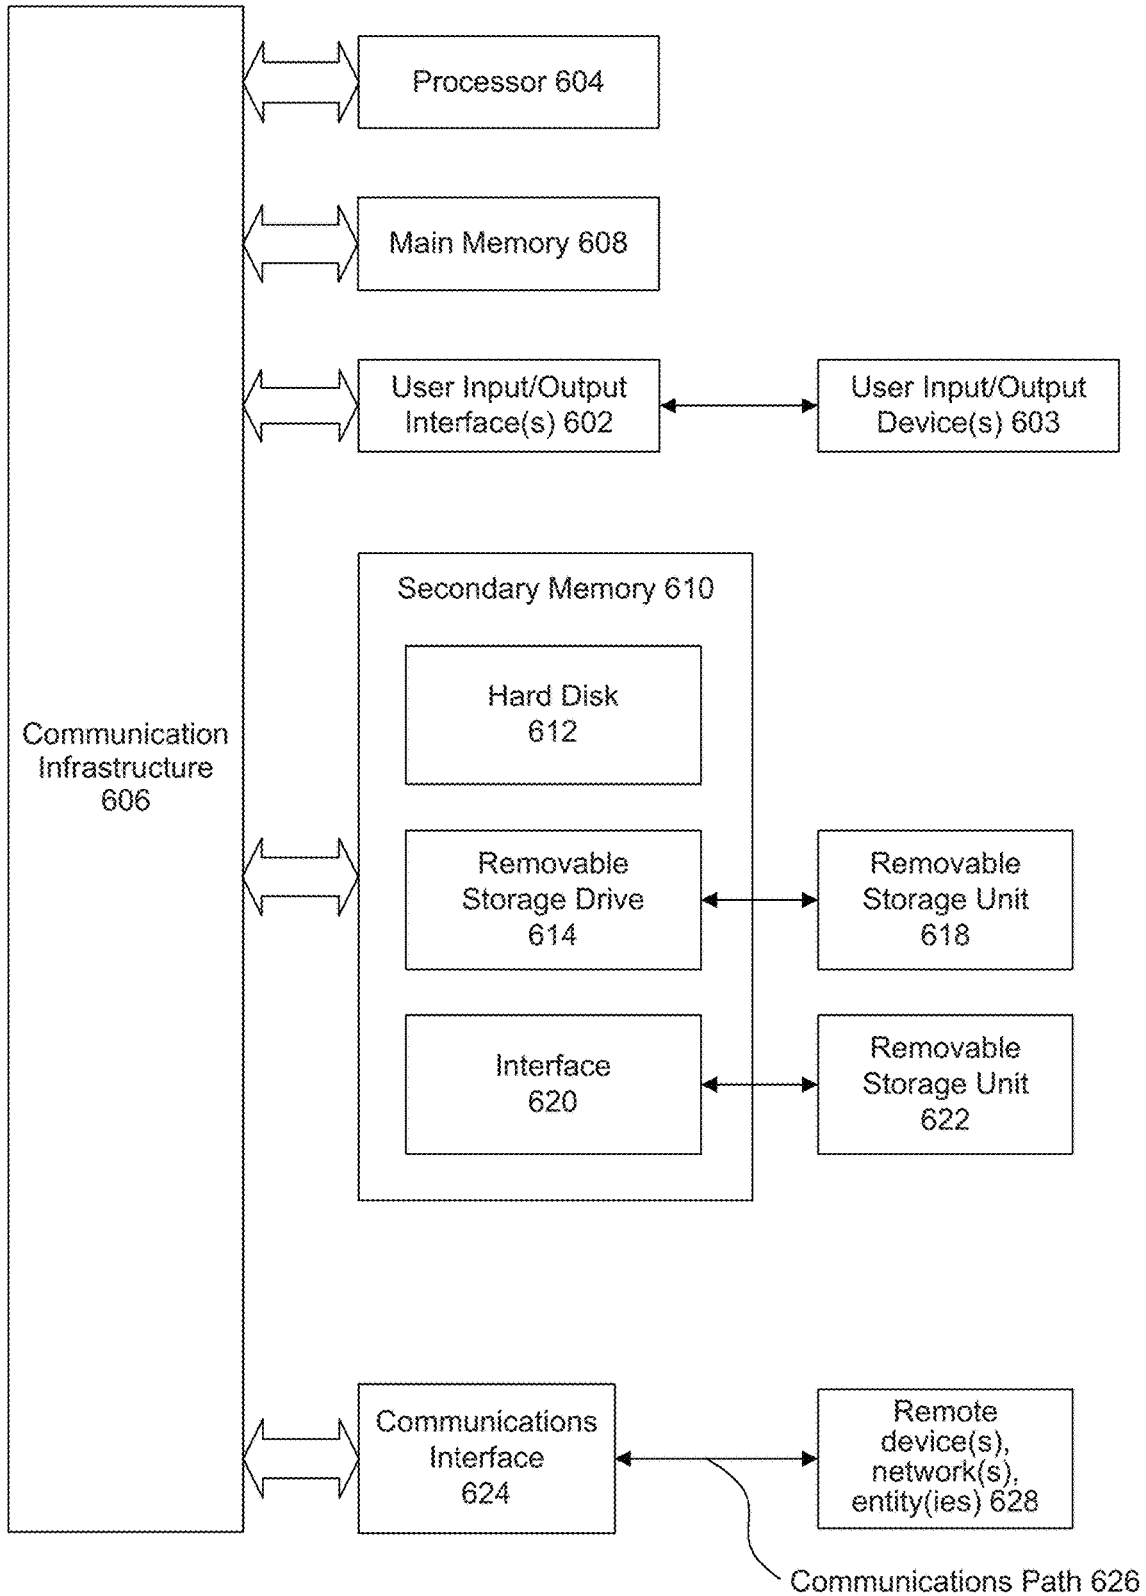 Processor 604
Main Memory 608
User Input/Output
Interface(s) 602
User Input/Output
Device(s) 603
Secondary Memory 610
Hard Disk
612
Communication
Infrastructure
606
Removable
Storage Drive
614
Removable
Storage Unit
618
Interface
620
Removable
Storage Unit
622
Communications
Interface
624
Remote
device(s),
network(s),
entity(ies) 628
Communications Path 626